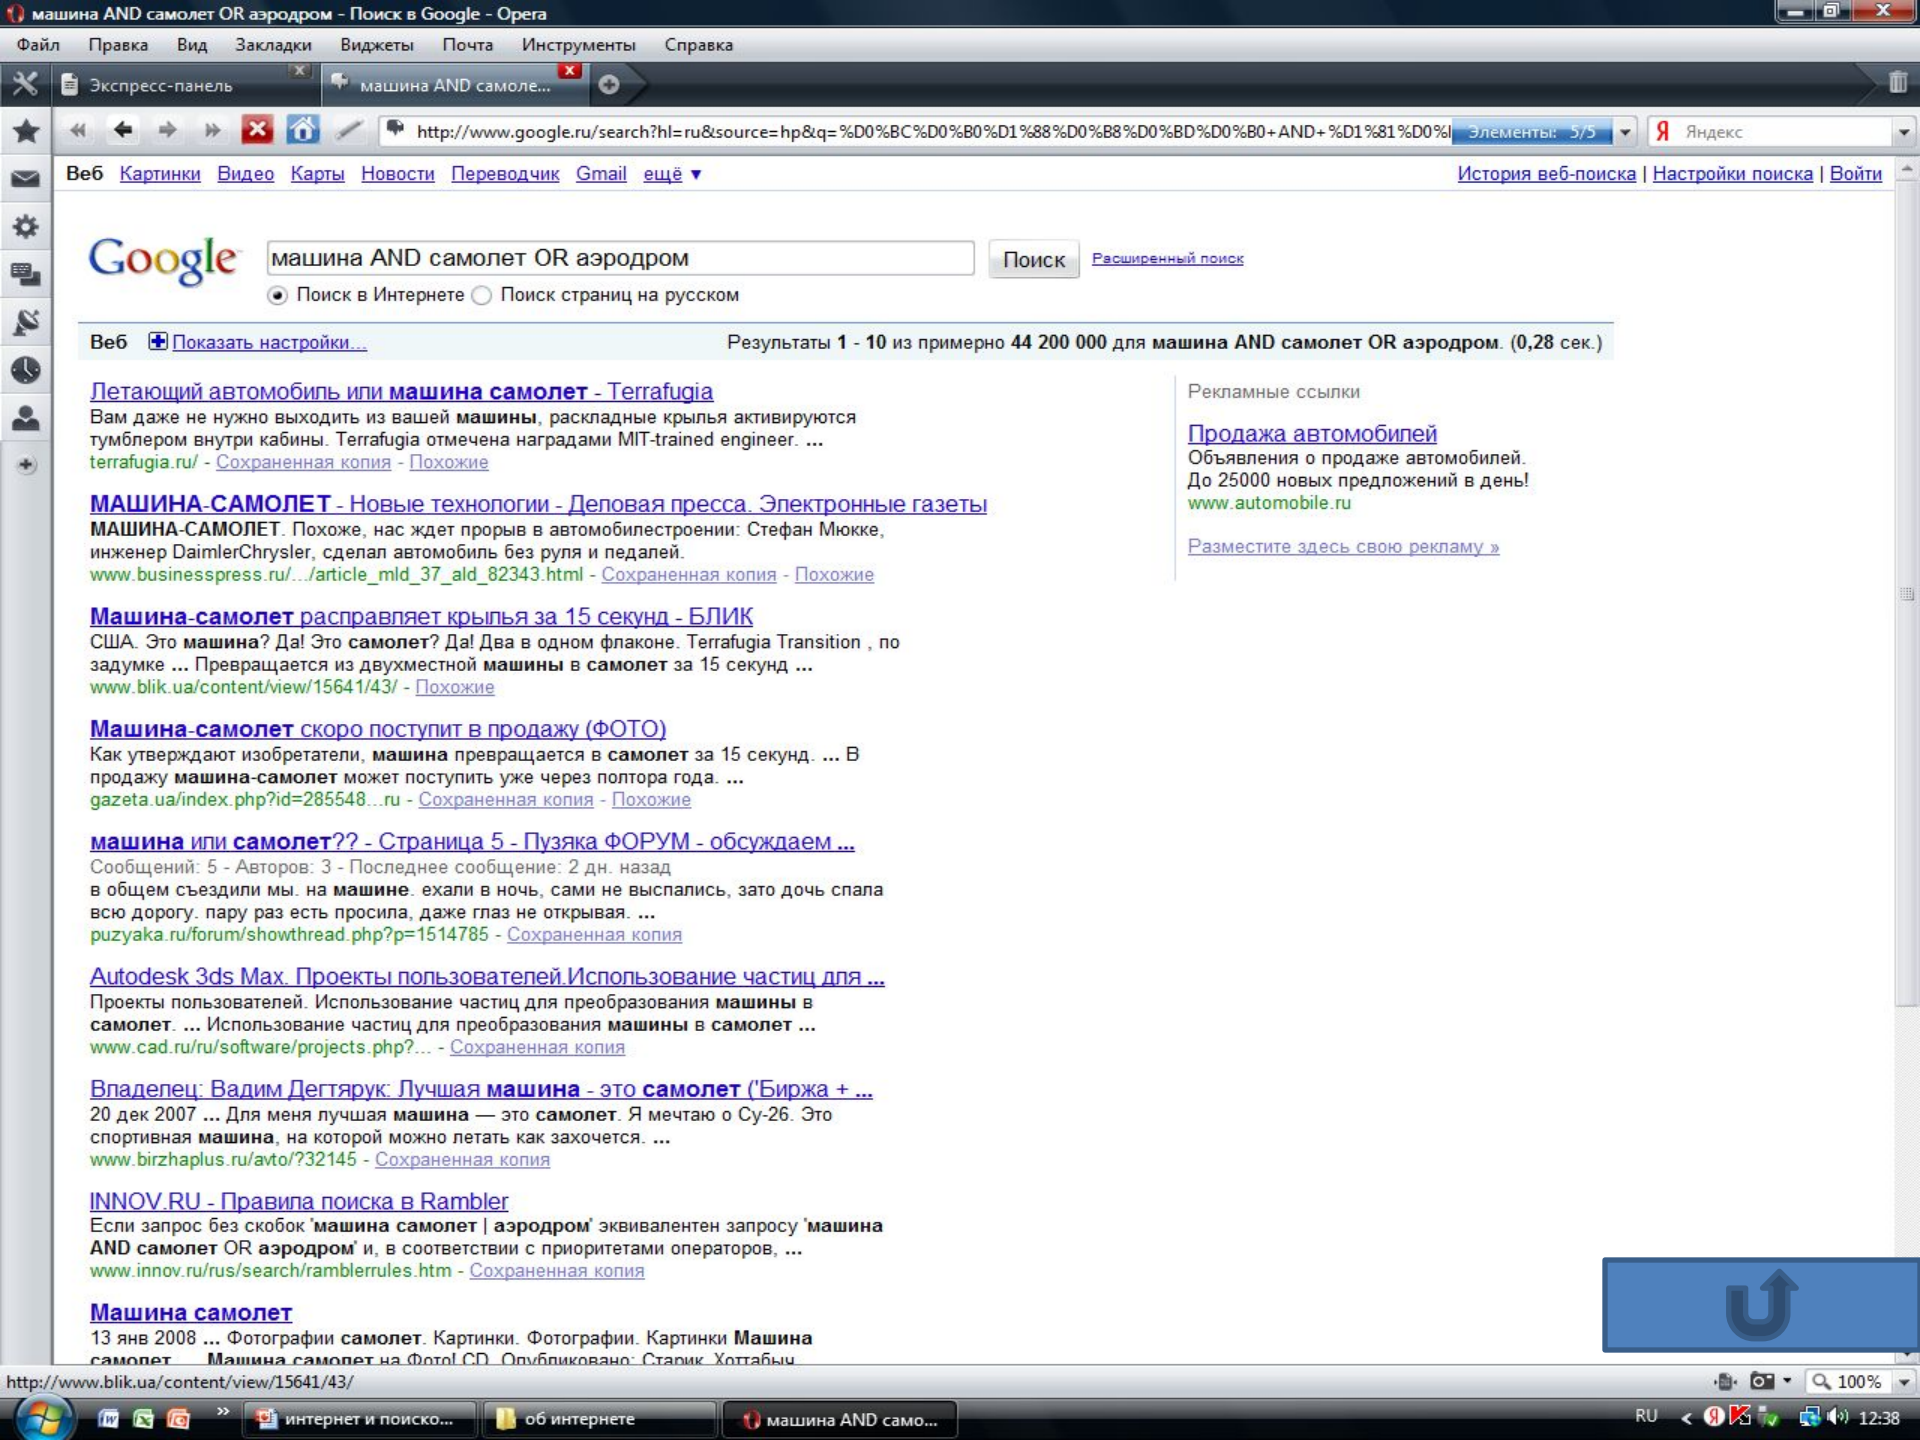 машина AND самолет OR аэродром - Поиск в Google - Opera
Файл Правка Вид Закладки Виджеты Почта Инструменты Справка
Экспресс-панель машина AND самоле...
http://www.google.ru/search?hl=ru&source=hp&q=%D0%BC%D0%B0%D1%88%D0%B8%D0%BD%D0%B0+AND+%D1%81%D0%l Элементы: 5/5 Яндекс
Веб Картинки Видео Карты Новости Переводчик Gmail ещё ▼ История веб-поиска | Настройки поиска | Войти
Google машина AND самолет OR аэродром Поиск Расширенный поиск
Поиск в Интернете Поиск страниц на русском
Веб Показать настройки... Результаты 1 - 10 из примерно 44 200 000 для машина AND самолет OR аэродром. (0,28 сек.)
Летающий автомобиль или машина самолет - Terrafugia
Вам даже не нужно выходить из вашей машины, раскладные крылья активируются
тумблером внутри кабины. Terrafugia отмечена наградами MIT-trained engineer. ...
terrafugia.ru/ - Сохраненная копия - Похожие
МАШИНА-САМОЛЕТ - Новые технологии - Деловая пресса. Электронные газеты
МАШИНА-САМОЛЕТ. Похоже, нас ждет прорыв в автомобилестроении: Стефан Мюкке,
инженер DaimlerChrysler, сделал автомобиль без руля и педалей.
www.businesspress.ru/.../article_mld_37_ald_82343.html - Сохраненная копия - Похожие
Машина-самолет расправляет крылья за 15 секунд - БЛИК
США. Это машина? Да! Это самолет? Да! Два в одном флаконе. Terrafugia Transition , по
задумке ... Превращается из двухместной машины в самолет за 15 секунд ...
www.blik.ua/content/view/15641/43/ - Похожие
Машина-самолет скоро поступит в продажу (ФОТО)
Как утверждают изобретатели, машина превращается в самолет за 15 секунд. ... В
продажу машина-самолет может поступить уже через полтора года. ...
gazeta.ua/index.php?id=285548...ru - Сохраненная копия - Похожие
машина или самолет?? - Страница 5 - Пузяка ФОРУМ - обсуждаем ...
Сообщений: 5 - Авторов: 3 - Последнее сообщение: 2 дн. назад
в общем съездили мы. на машине. ехали в ночь, сами не выспались, зато дочь спала
всю дорогу. пару раз есть просила, даже глаз не открывая. ...
puzyaka.ru/forum/showthread.php?p=1514785 - Сохраненная копия
Autodesk 3ds Max. Проекты пользователей.Использование частиц для ...
Проекты пользователей. Использование частиц для преобразования машины в
самолет. ... Использование частиц для преобразования машины в самолет ...
www.cad.ru/ru/software/projects.php?... - Сохраненная копия
Владелец: Вадим Дегтярук: Лучшая машина - это самолет ('Биржа + ...
20 дек 2007 ... Для меня лучшая машина — это самолет. Я мечтаю о Су-26. Это
спортивная машина, на которой можно летать как захочется. ...
www.birzhaplus.ru/avto/?32145 - Сохраненная копия
INNOV.RU - Правила поиска в Rambler
Если запрос без скобок 'машина самолет | аэродром' эквивалентен запросу 'машина
AND самолет OR аэродром' и, в соответствии с приоритетами операторов, ...
www.innov.ru/rus/search/ramblerrules.htm - Сохраненная копия
Машина самолет
13 янв 2008 ... Фотографии самолет. Картинки. Фотографии. Картинки Машина
самолет ... Машина самолет на Фото! CD. Опубликовано: Старик_Хоттабыч
Рекламные ссылки
Продажа автомобилей
Объявления о продаже автомобилей.
До 25000 новых предложений в день!
www.automobile.ru
Разместите здесь свою рекламу »
http://www.blik.ua/content/view/15641/43/ 100%
интернет и поиско... об интернете машина AND само... RU 12:38